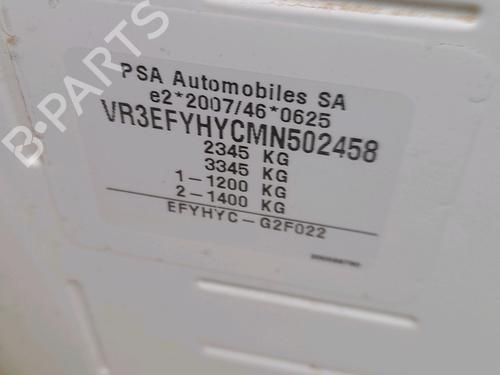 PSA Automobiles SA
e2*2007/46*0625
VR3EFYHYCMN502458
2345 KG
3345 KG
1-1200 KG
2-1400 KG
EFYHYC-G2F022
B-PARTS